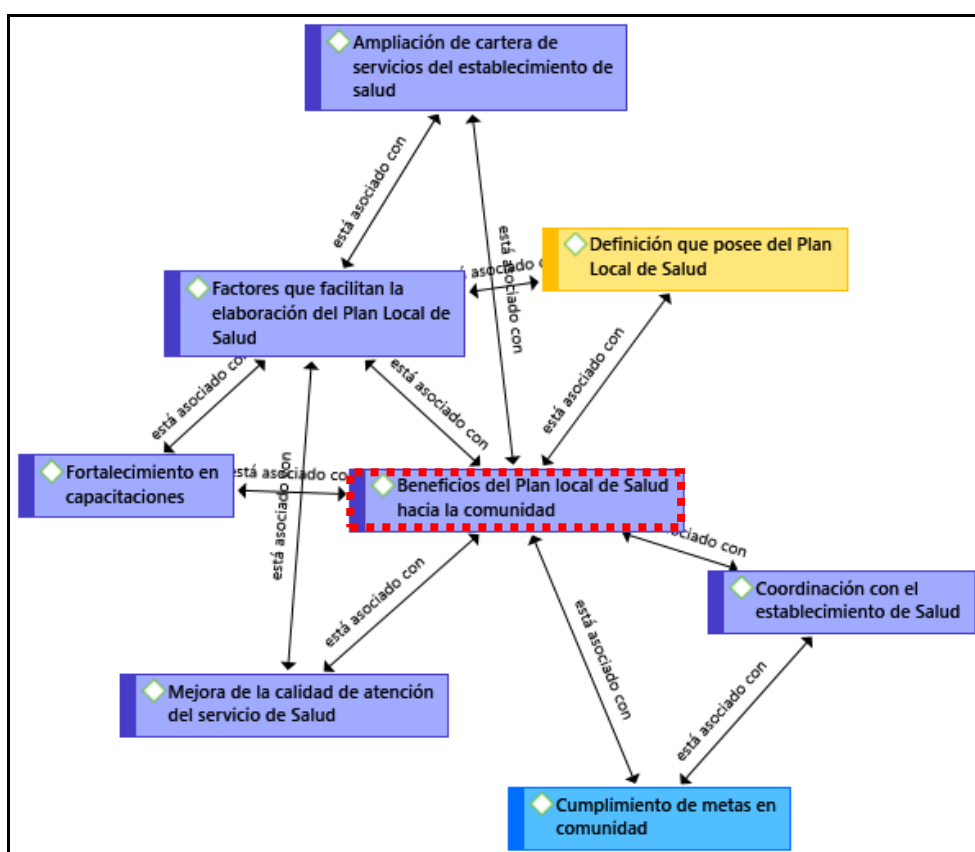 Ampliación de cartera de
servicios del establecimiento de
salud
está asociado con
está asociado con
Definición que posee del Plan
Local de Salud
asociado
Factores que facilitan la
elaboración del Plan Local de
Salud
está asociado con
está asociado con
está asociado con
está asociado con
Fortalecimiento en
capacitaciones
está asociado con
Beneficios del Plan local de Salud
hacia la comunidad
asociado con
Coordinación con el
establecimiento de Salud
está asociado con
está asociado con
está asociado con
Mejora de la calidad de atención
del servicio de Salud
Cumplimiento de metas en
comunidad